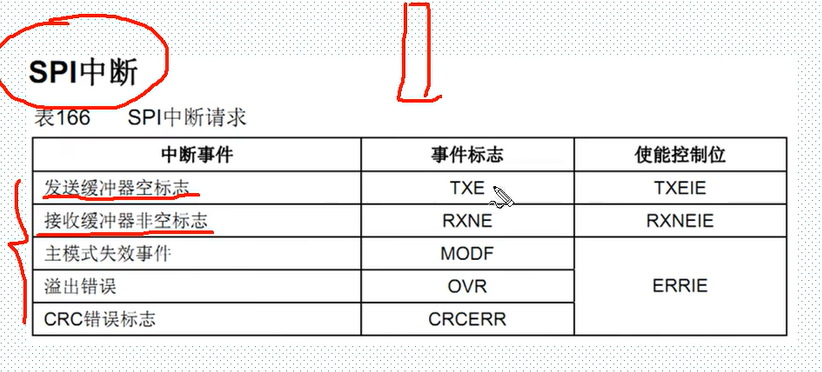 SPI中断
表166 SPI中断请求
中断事件 事件标志 使能控制位
发送缓冲器空标志 TXE TXEIE
接收缓冲器非空标志 RXNE RXNEIE
主模式失效事件 MODF
溢出错误 OVR ERRIE
CRC错误标志 CRCERR